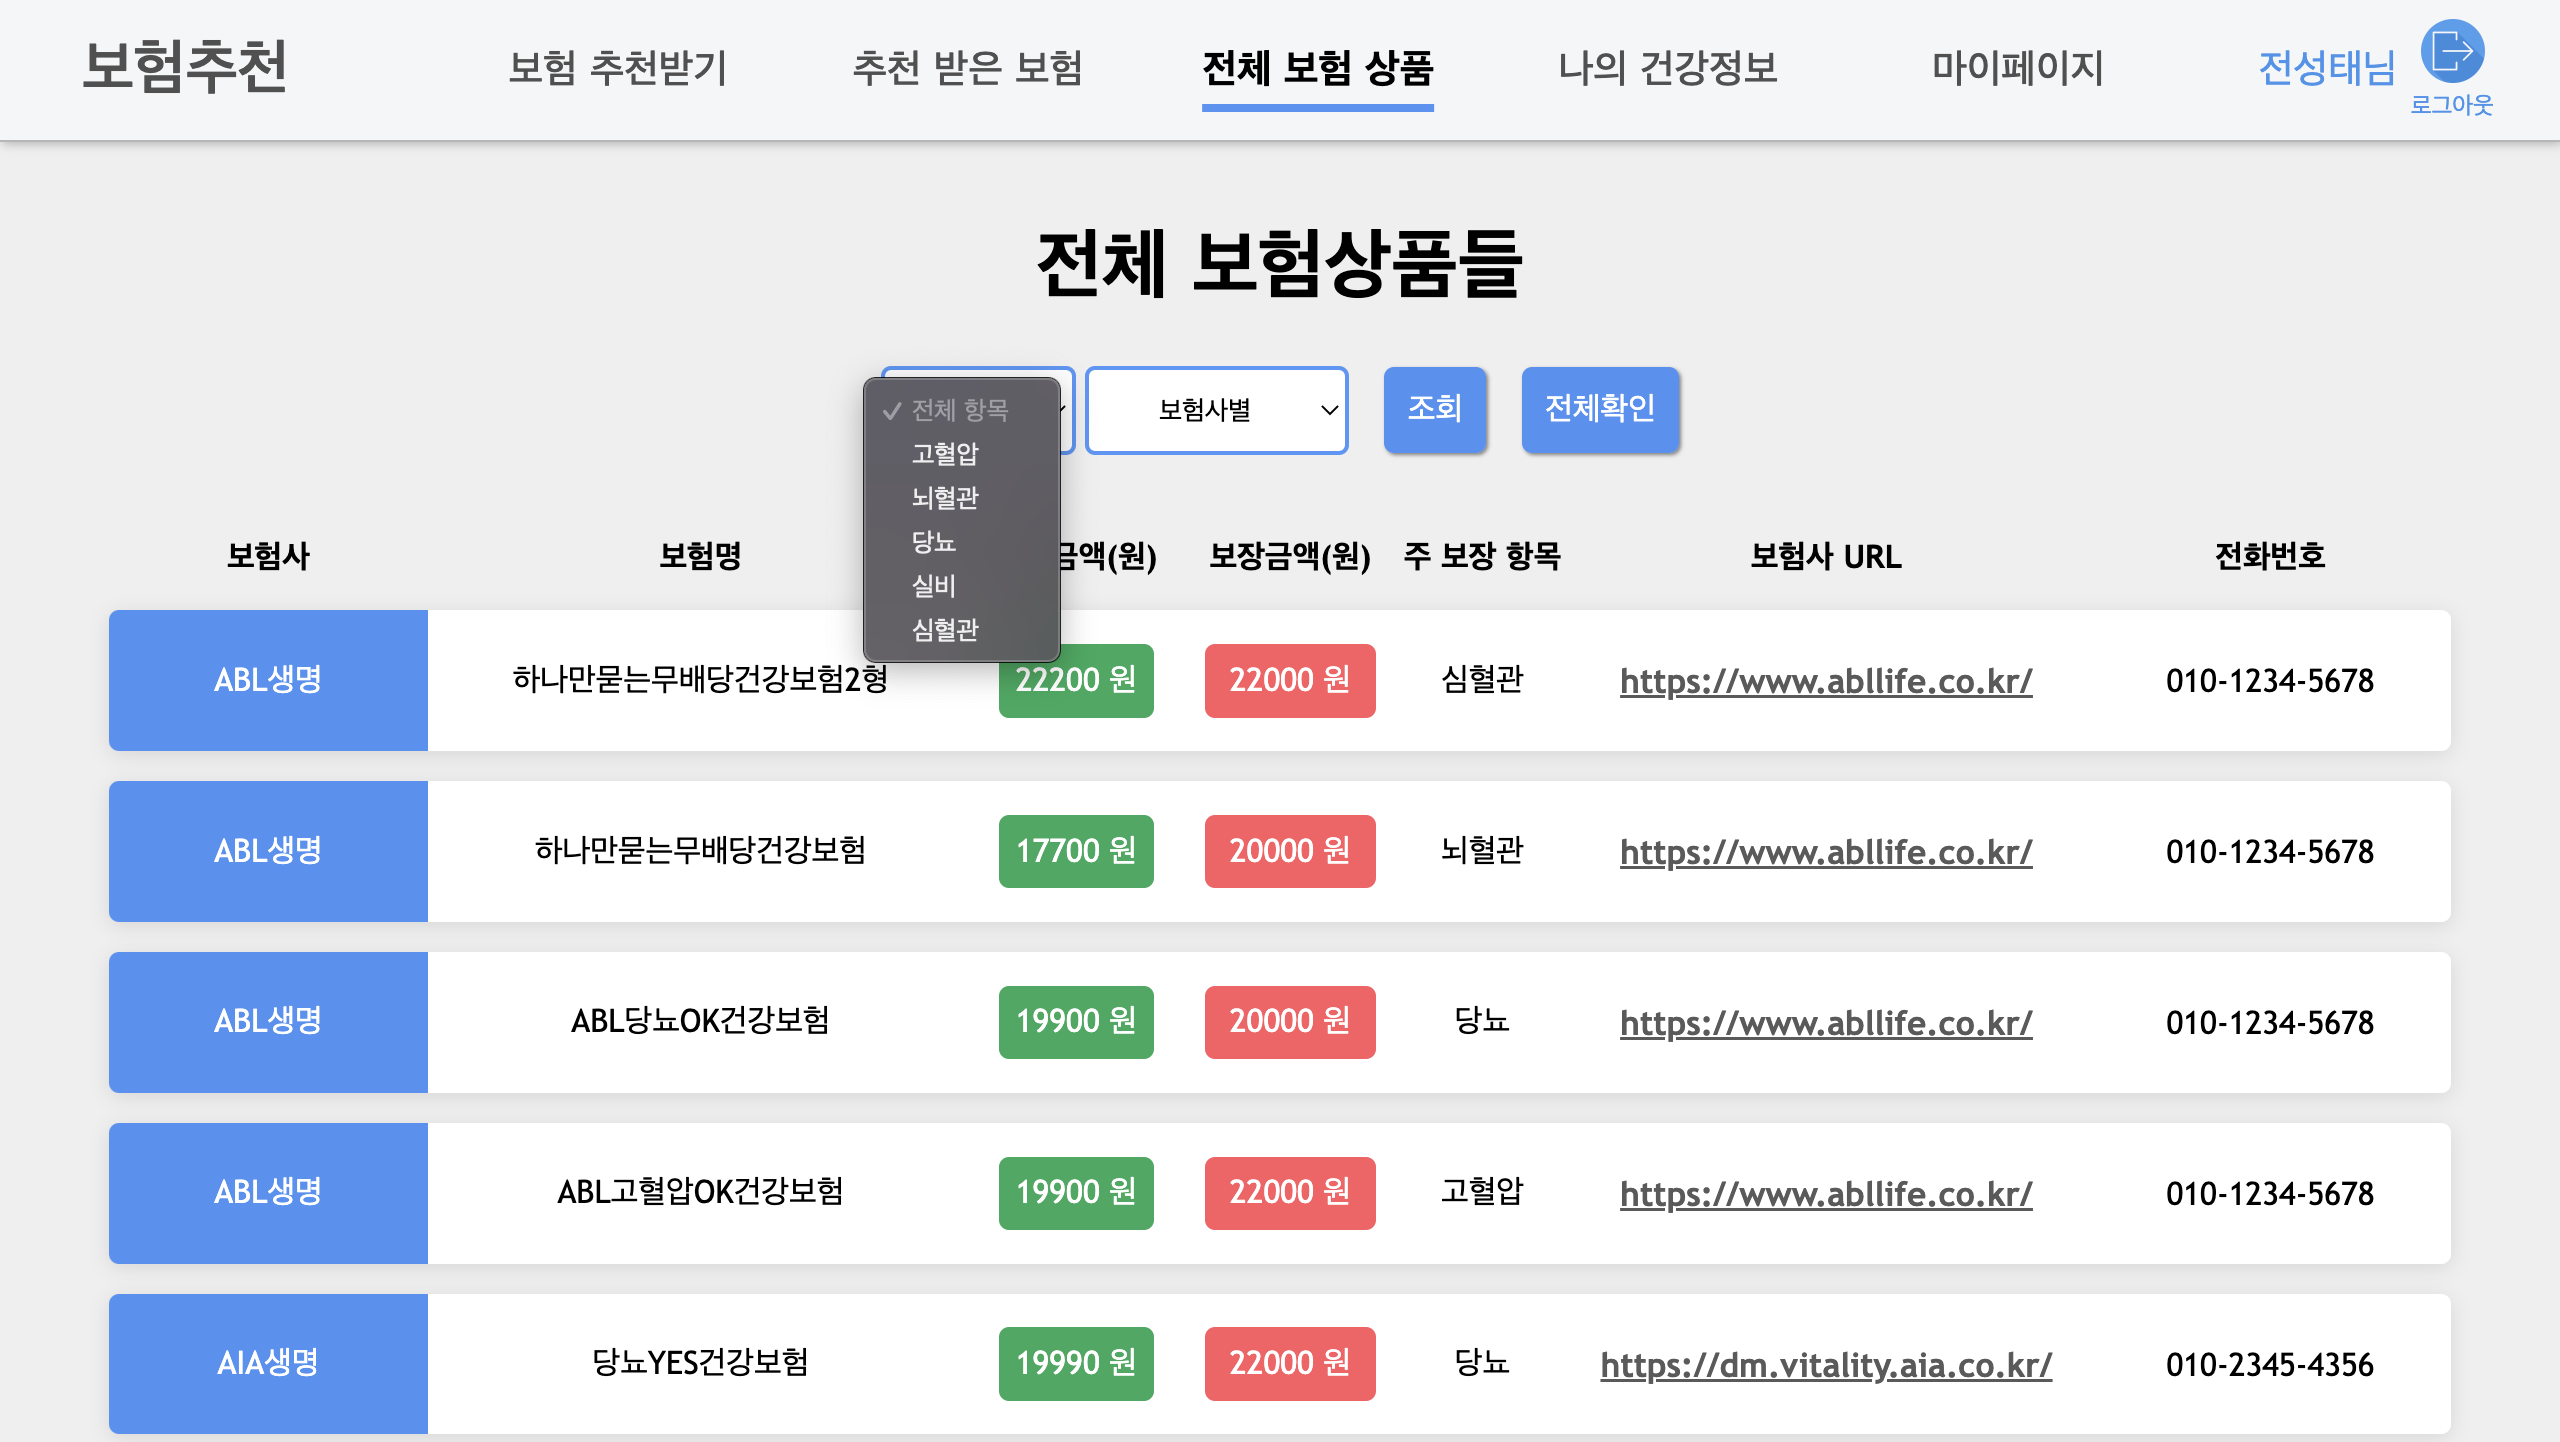 보험추천 보험 추천받기 추천 받은 보험 전체 보험 상품 나의 건강정보 마이페이지 전성태님
로그아웃
전체 보험상품들
✓ 전체 항목 보험사별 조회 전체확인
고혈압
뇌혈관
당뇨
실비
심혈관
보험사 보험명 금액(원) 보장금액(원) 주 보장 항목 보험사 URL 전화번호
ABL생명 하나만묻는무배당건강보험2형 22200 원 22000 원 심혈관 https://www.abllife.co.kr/ 010-1234-5678
ABL생명 하나만묻는무배당건강보험 17700 원 20000 원 뇌혈관 https://www.abllife.co.kr/ 010-1234-5678
ABL생명 ABL당뇨OK건강보험 19900 원 20000 원 당뇨 https://www.abllife.co.kr/ 010-1234-5678
ABL생명 ABL고혈압OK건강보험 19900 원 22000 원 고혈압 https://www.abllife.co.kr/ 010-1234-5678
AIA생명 당뇨YES건강보험 19990 원 22000 원 당뇨 https://dm.vitality.aia.co.kr/ 010-2345-4356